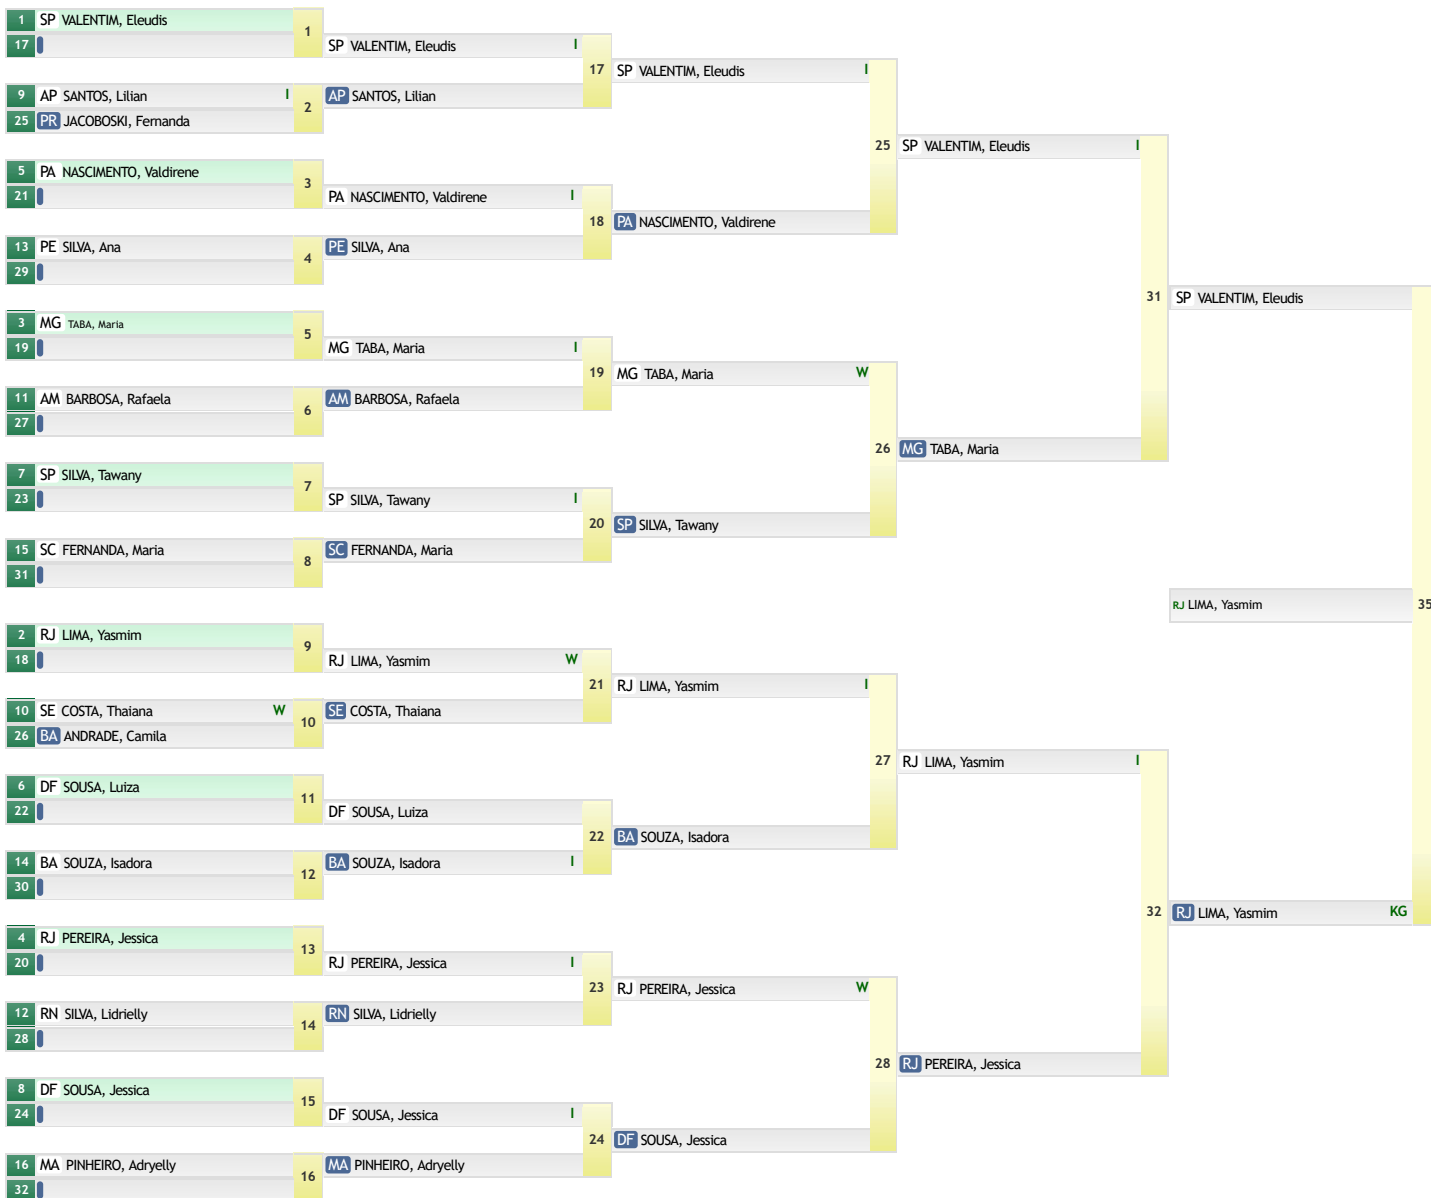 1 SP VALENTIM, Eleudis
17
1
9 AP SANTOS, Lilian I
25 PR JACOBOSKI, Fernanda
2
5 PA NASCIMENTO, Valdirene
21
3
13 PE SILVA, Ana
29
4
3 MG TABA, Maria
19
5
11 AM BARBOSA, Rafaela
27
6
7 SP SILVA, Tawany
23
7
15 SC FERNANDA, Maria
31
8
2 RJ LIMA, Yasmim
18
9
10 SE COSTA, Thaiana W
26 BA ANDRADE, Camila
10
6 DF SOUSA, Luiza
22
11
14 BA SOUZA, Isadora
30
12
4 RJ PEREIRA, Jessica
20
13
12 RN SILVA, Lidrielly
28
14
8 DF SOUSA, Jessica
24
15
16 MA PINHEIRO, Adryelly
32
16
SP VALENTIM, Eleudis I
AP SANTOS, Lilian
17
PA NASCIMENTO, Valdirene I
PE SILVA, Ana
18
MG TABA, Maria I
AM BARBOSA, Rafaela
19
SP SILVA, Tawany I
SC FERNANDA, Maria
20
RJ LIMA, Yasmim W
SE COSTA, Thaiana
21
DF SOUSA, Luiza
BA SOUZA, Isadora I
22
RJ PEREIRA, Jessica I
RN SILVA, Lidrielly
23
DF SOUSA, Jessica I
MA PINHEIRO, Adryelly
24
SP VALENTIM, Eleudis I
PA NASCIMENTO, Valdirene
25
MG TABA, Maria W
SP SILVA, Tawany
26
RJ LIMA, Yasmim I
BA SOUZA, Isadora
27
RJ PEREIRA, Jessica W
DF SOUSA, Jessica
28
SP VALENTIM, Eleudis I
MG TABA, Maria
31
RJ LIMA, Yasmim I
RJ PEREIRA, Jessica
32
SP VALENTIM, Eleudis
RJ LIMA, Yasmim
35
RJ LIMA, Yasmim KG